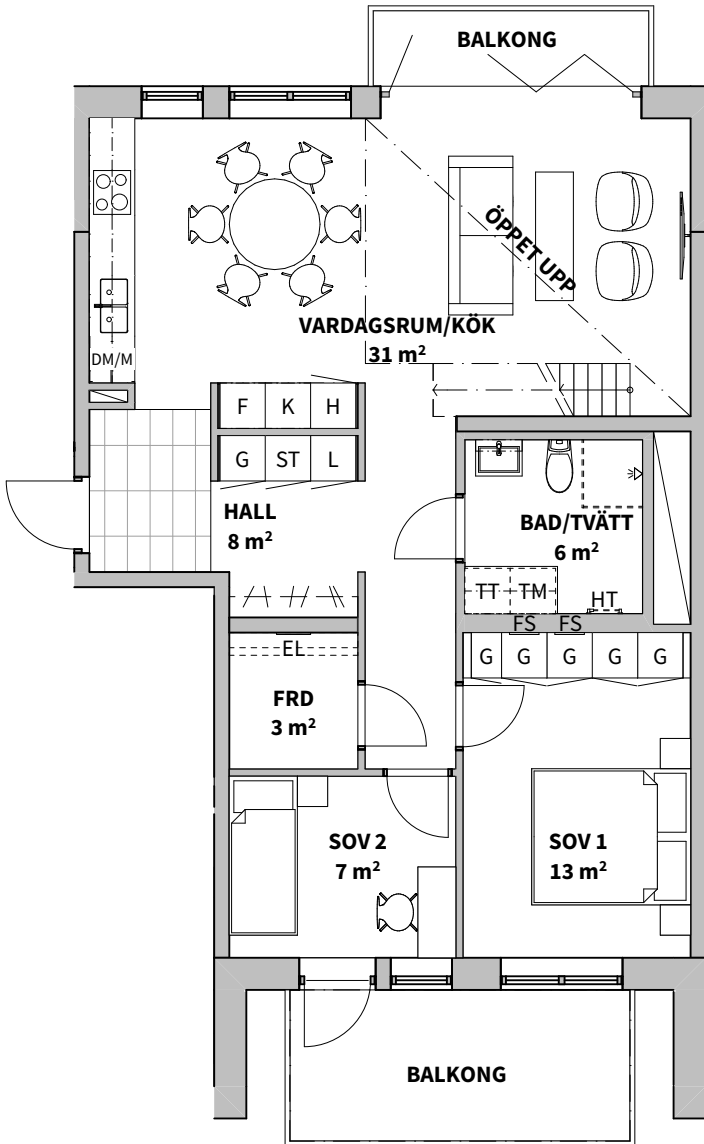 BALKONG
ÖPPET UPP
VARDAGSRUM/KÖK
31 m²
DM/M
F K H
G ST L
HALL
8 m²
BAD/TVÄTT
6 m²
TT TM HT
FS FS
G G G G G
EL
FRD
3 m²
SOV 2
7 m²
SOV 1
13 m²
BALKONG